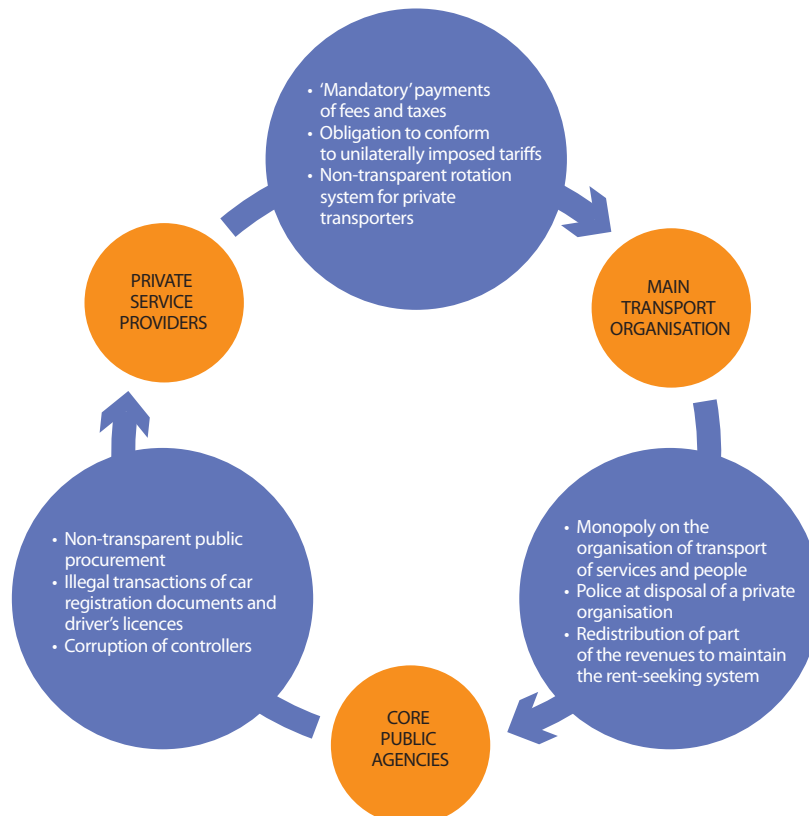 • ‘Mandatory’ payments
of fees and taxes
• Obligation to conform
to unilaterally imposed tariffs
• Non-transparent rotation
system for private
transporters
PRIVATE
SERVICE
PROVIDERS
MAIN
TRANSPORT
ORGANISATION
• Non-transparent public
procurement
• Illegal transactions of car
registration documents and
driver’s licences
• Corruption of controllers
• Monopoly on the
organisation of transport
of services and people
• Police at disposal of a private
organisation
• Redistribution of part
of the revenues to maintain
the rent-seeking system
CORE
PUBLIC
AGENCIES